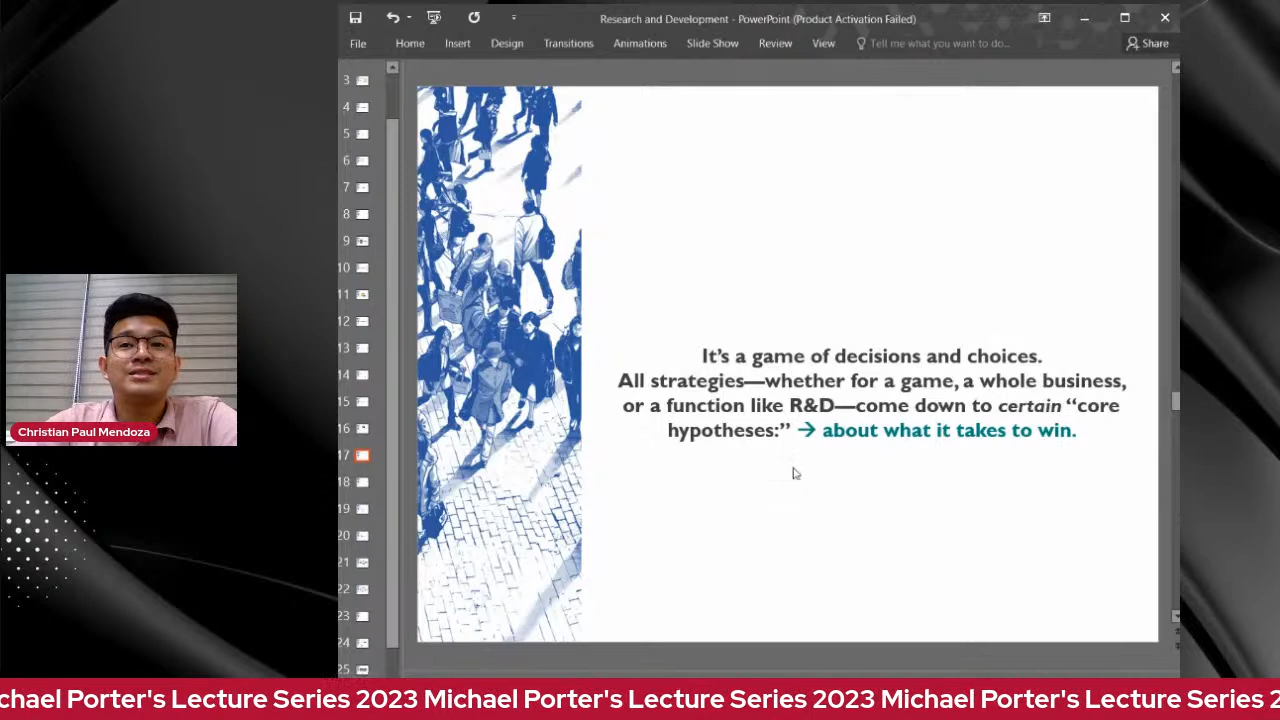 Research and Development - PowerPoint (Product Activation Failed)
File Home Insert Design Transitions Animations Slide Show Review View Tell me what you want to do... Share
3
4
5
6
7
8
9
10
11
12
13
14
15
16
17
18
19
20
21
22
23
24
25
It’s a game of decisions and choices.
All strategies—whether for a game, a whole business,
or a function like R&D—come down to certain “core
hypotheses:” → about what it takes to win.
Christian Paul Mendoza
chael Porter's Lecture Series 2023 Michael Porter's Lecture Series 2023 Michael Porter's Lecture Series 2